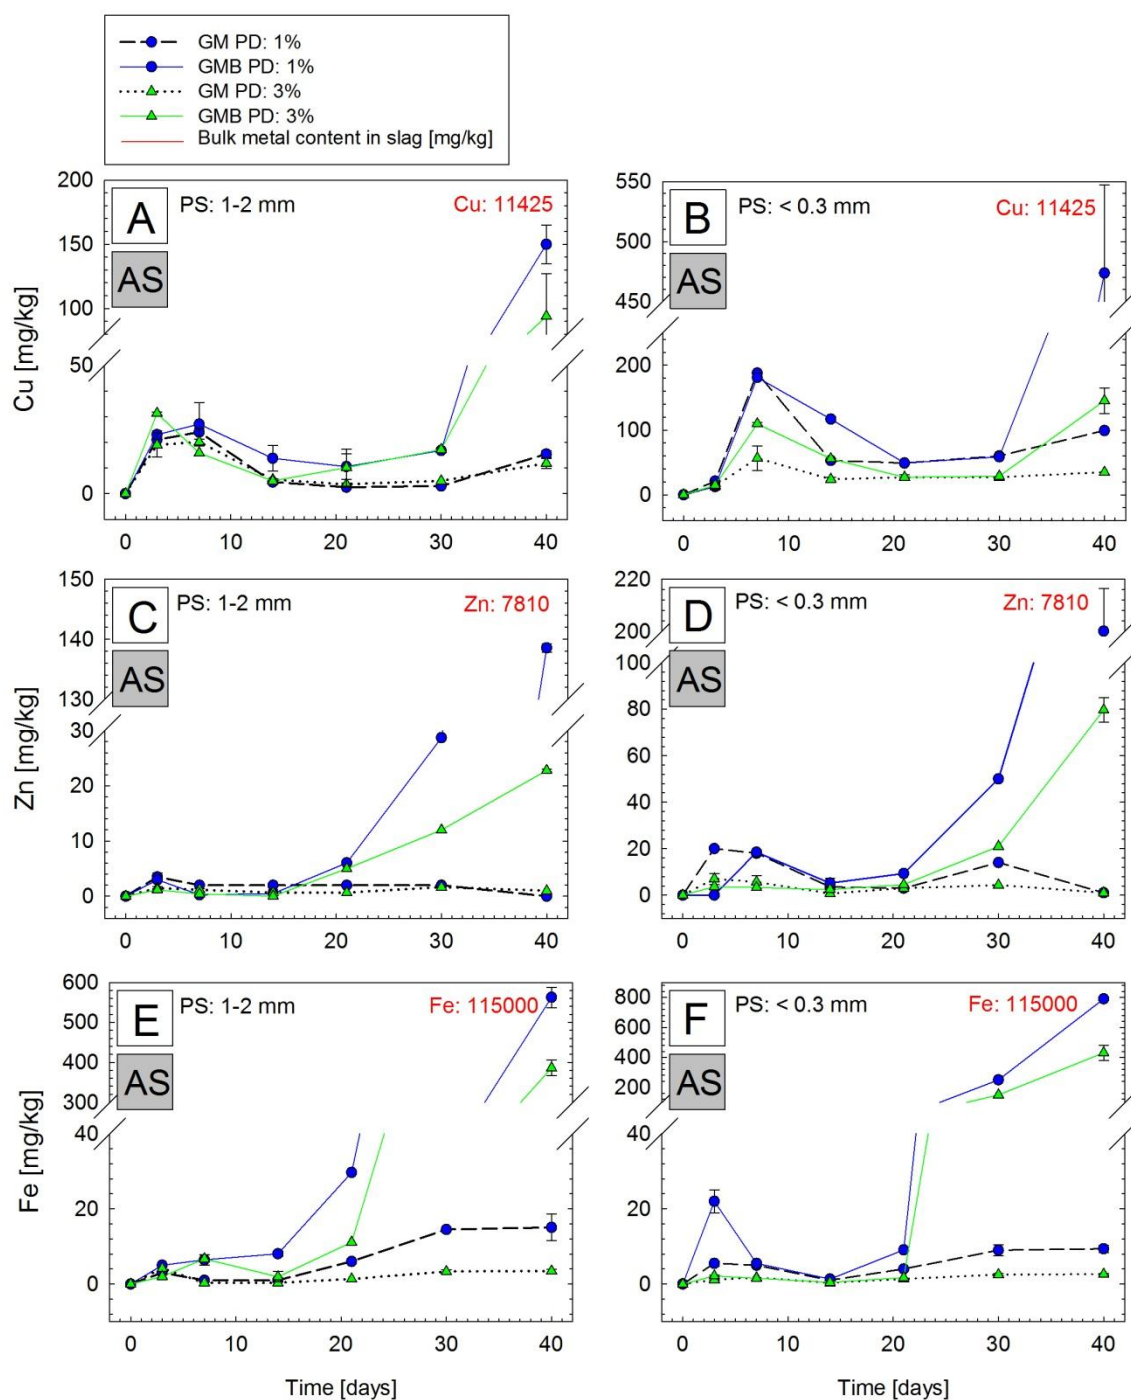 GM PD: 1%
GMB PD: 1%
GM PD: 3%
GMB PD: 3%
Bulk metal content in slag [mg/kg]
A
PS: 1-2 mm
Cu: 11425
AS
Cu [mg/kg]
200
150
100
50
0
0 10 20 30 40
B
PS: < 0.3 mm
Cu: 11425
AS
550
500
450
200
100
0
0 10 20 30 40
C
PS: 1-2 mm
Zn: 7810
AS
Zn [mg/kg]
150
140
130
30
20
10
0
0 10 20 30 40
D
PS: < 0.3 mm
Zn: 7810
AS
220
200
100
80
60
40
20
0
0 10 20 30 40
E
PS: 1-2 mm
Fe: 115000
AS
Fe [mg/kg]
600
500
400
300
40
20
0
0 10 20 30 40
Time [days]
F
PS: < 0.3 mm
Fe: 115000
AS
800
600
400
200
40
20
0
0 10 20 30 40
Time [days]